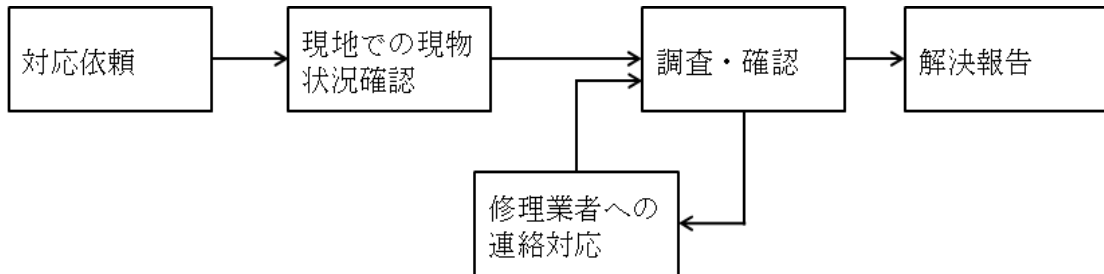 対応依頼
現地での現物
状況確認
調査・確認
解決報告
修理業者への
連絡対応